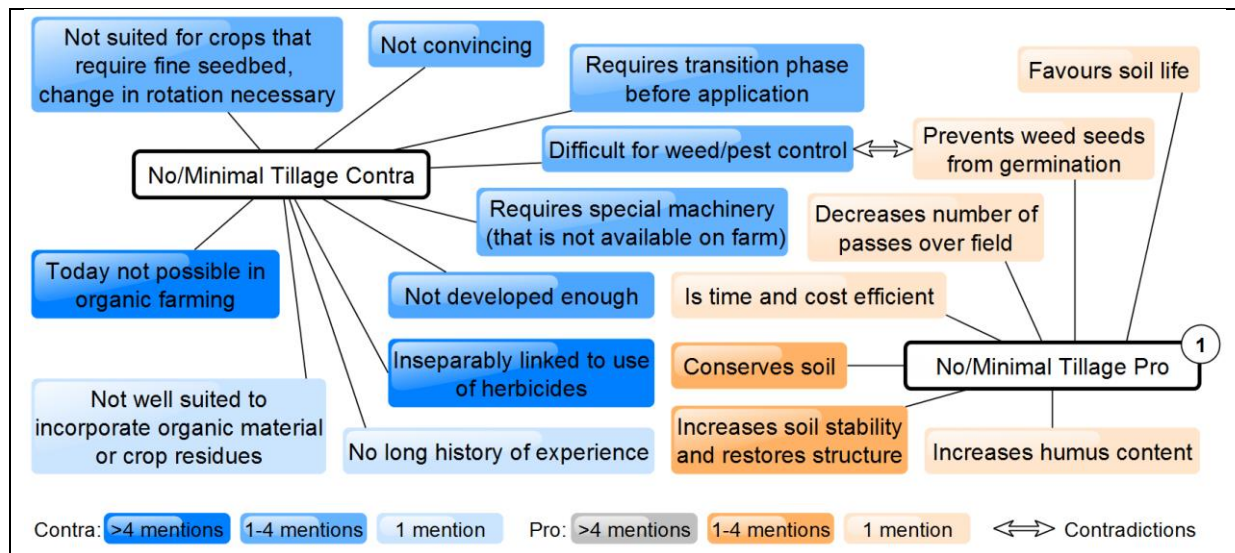 Not suited for crops that
require fine seedbed,
change in rotation necessary
Not convincing
Requires transition phase
before application
Favours soil life
No/Minimal Tillage Contra
Difficult for weed/pest control
Prevents weed seeds
from germination
Requires special machinery
(that is not available on farm)
Decreases number of
passes over field
Today not possible in
organic farming
Not developed enough
Is time and cost efficient
Inseparably linked to use
of herbicides
Conserves soil
No/Minimal Tillage Pro
1
Not well suited to
incorporate organic material
or crop residues
No long history of experience
Increases soil stability
and restores structure
Increases humus content
Contra: >4 mentions 1-4 mentions 1 mention Pro: >4 mentions 1-4 mentions 1 mention Contradictions